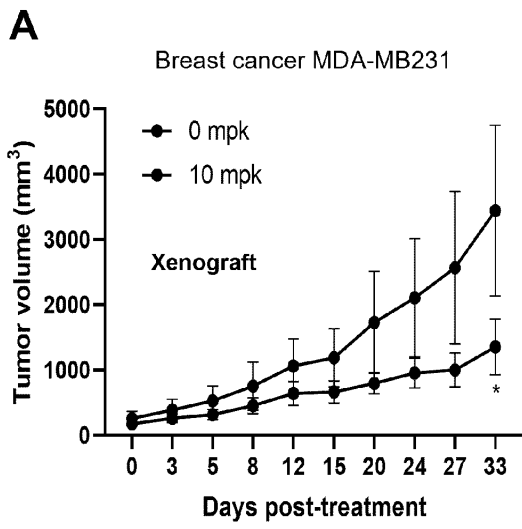 A
Breast cancer MDA-MB231
0 mpk
10 mpk
Xenograft
Tumor volume (mm³)
5000
4000
3000
2000
1000
0
0 3 5 8 12 15 20 24 27 33
*
Days post-treatment